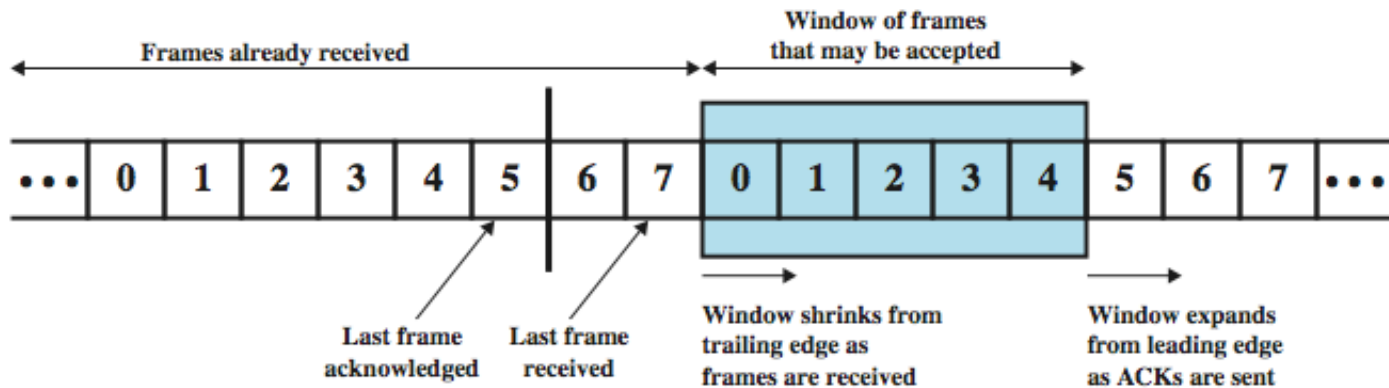 Frames already received
Window of frames
that may be accepted
••• 0 1 2 3 4 5 6 7 0 1 2 3 4 5 6 7 •••
Last frame
acknowledged
Last frame
received
Window shrinks from
trailing edge as
frames are received
Window expands
from leading edge
as ACKs are sent